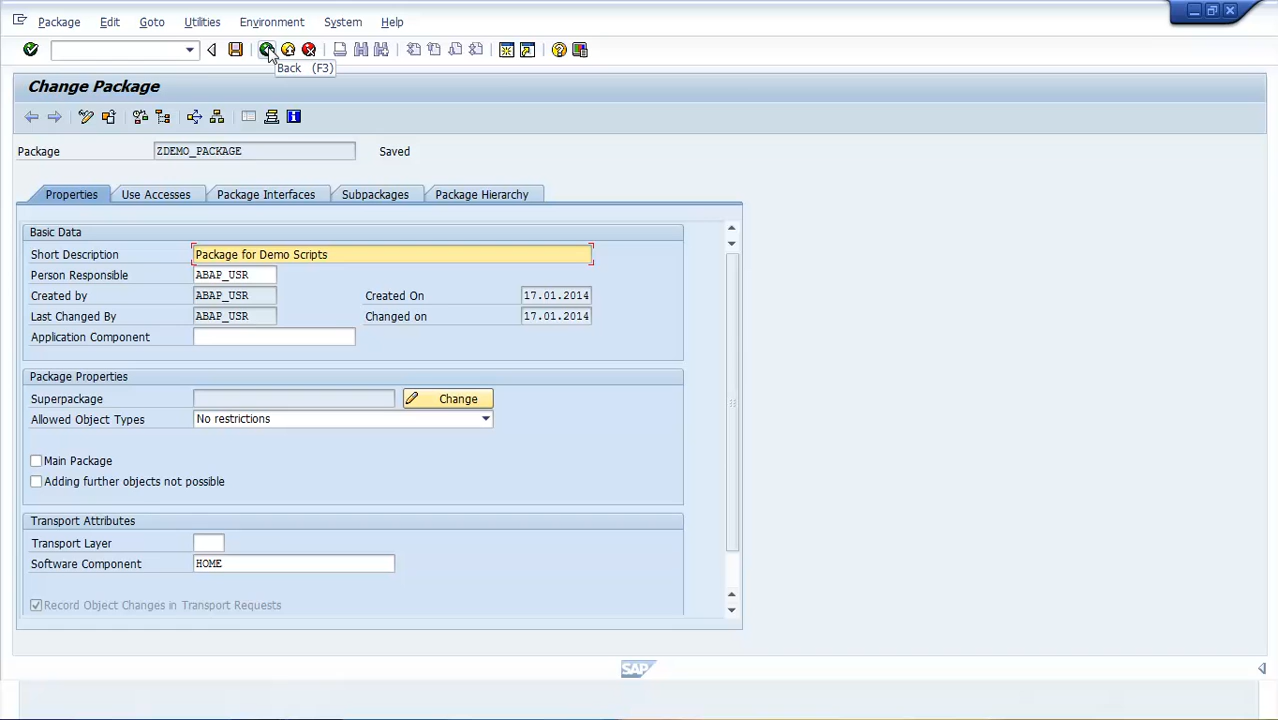 Package Edit Goto Utilities Environment System Help
Back (F3)
Change Package
Package ZDEMO_PACKAGE Saved
Properties Use Accesses Package Interfaces Subpackages Package Hierarchy
Basic Data
Short Description Package for Demo Scripts
Person Responsible ABAP_USR
Created by ABAP_USR Created On 17.01.2014
Last Changed By ABAP_USR Changed on 17.01.2014
Application Component
Package Properties
Superpackage Change
Allowed Object Types No restrictions
Main Package
Adding further objects not possible
Transport Attributes
Transport Layer
Software Component HOME
Record Object Changes in Transport Requests
SAP